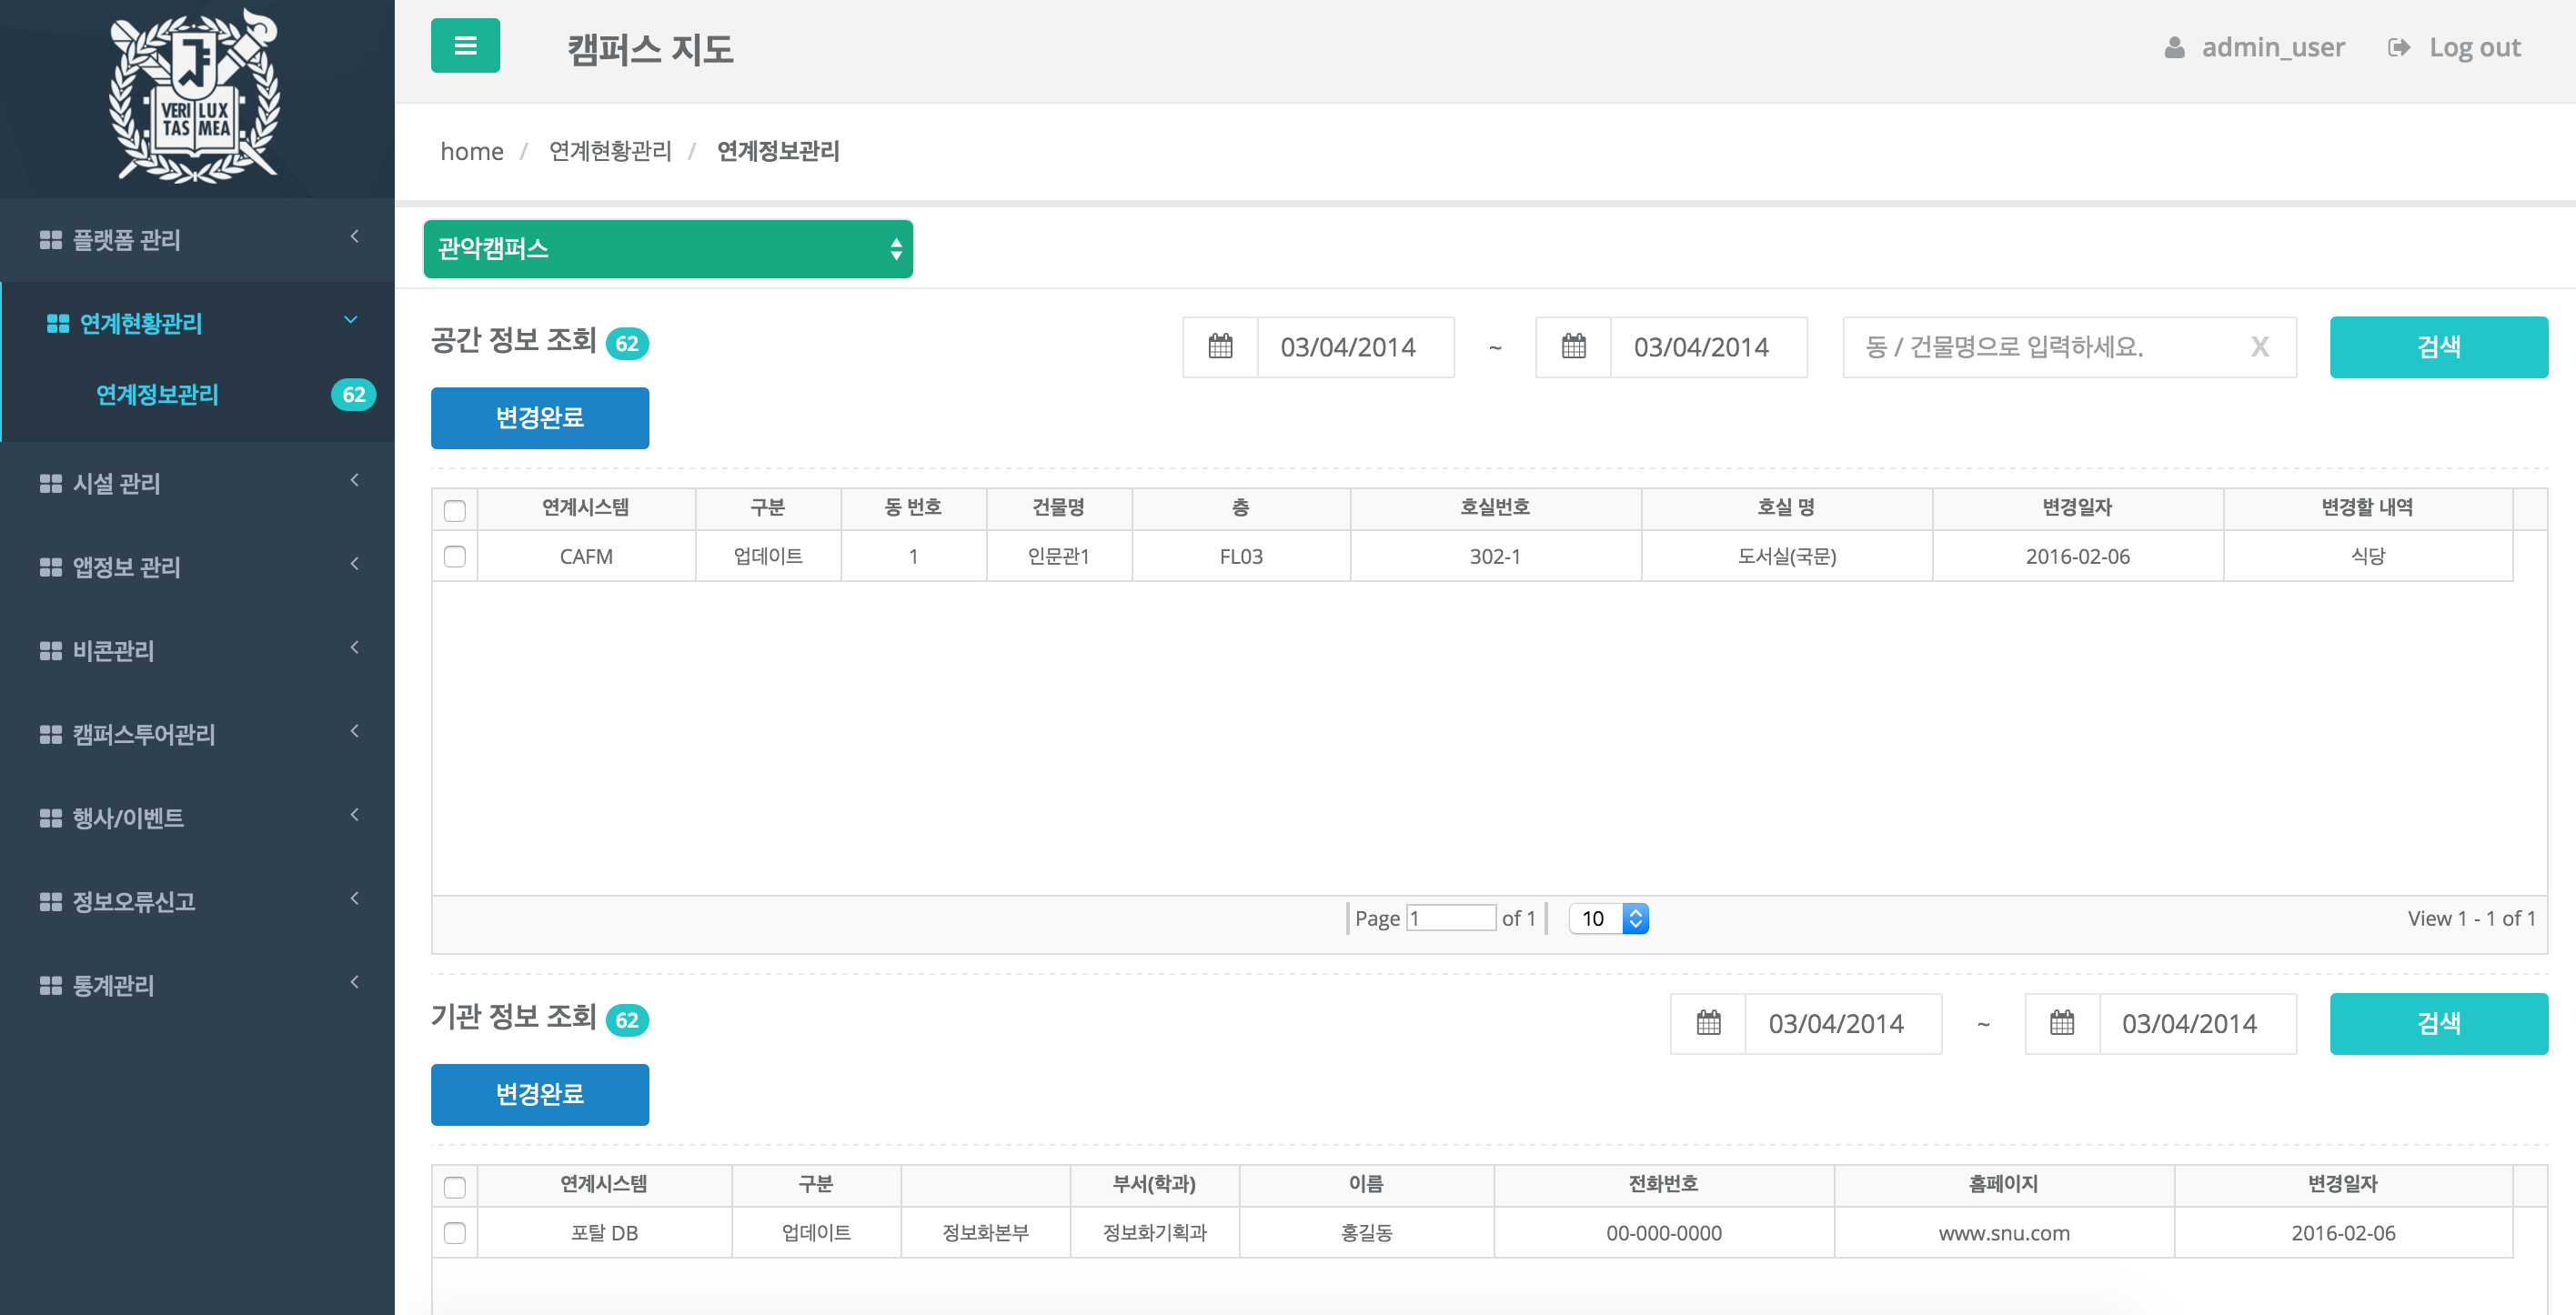 VERI LUX
TAS MEA
캠퍼스 지도
admin_user
Log out
home / 연계현황관리 / 연계정보관리
플랫폼 관리
연계현황관리
연계정보관리 62
시설 관리
앱정보 관리
비콘관리
캠퍼스투어관리
행사/이벤트
정보오류신고
통계관리
관악캠퍼스
공간 정보 조회 62
03/04/2014 ~ 03/04/2014 동 / 건물명으로 입력하세요. X 검색
변경완료
연계시스템 구분 동 번호 건물명 층 호실번호 호실 명 변경일자 변경할 내역
CAFM 업데이트 1 인문관1 FL03 302-1 도서실(국문) 2016-02-06 식당
Page 1 of 1 10 View 1 - 1 of 1
기관 정보 조회 62
03/04/2014 ~ 03/04/2014 검색
변경완료
연계시스템 구분 부서(학과) 이름 전화번호 홈페이지 변경일자
포탈 DB 업데이트 정보화본부 정보화기획과 홍길동 00-000-0000 www.snu.com 2016-02-06